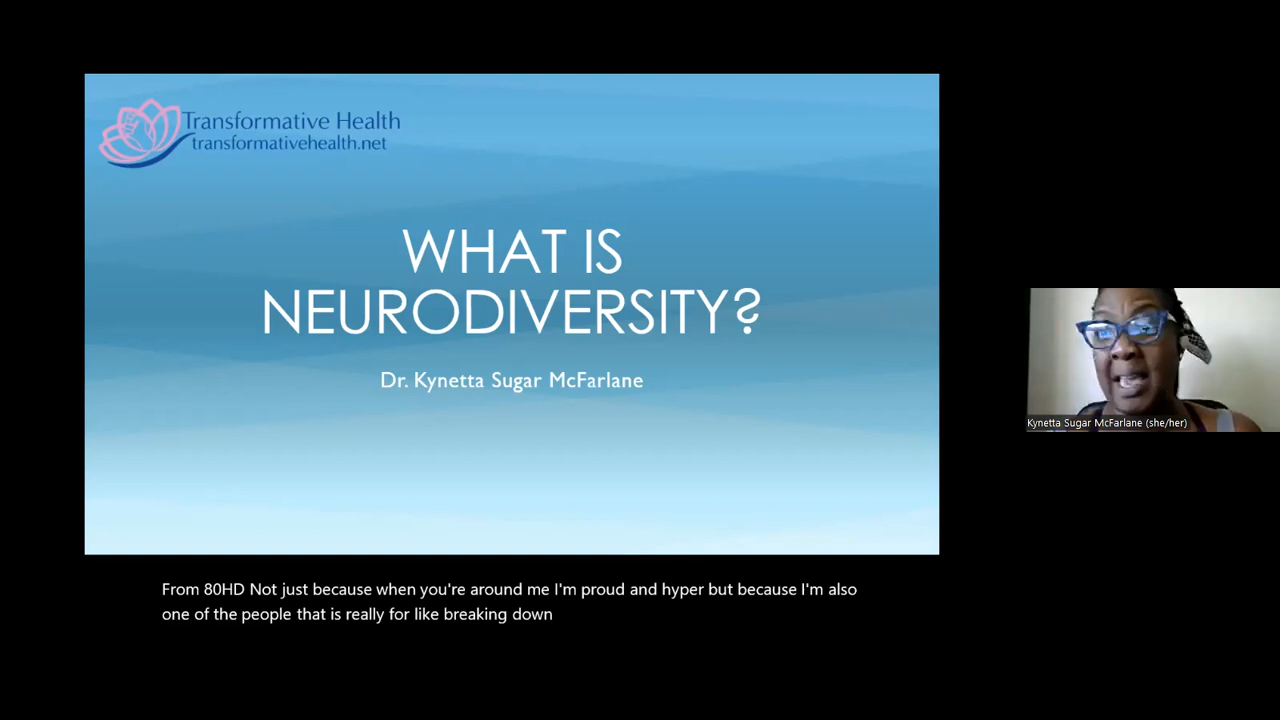 Transformative Health
transformativehealth.net
WHAT IS
NEURODIVERSITY?
Dr. Kynetta Sugar McFarlane
Kynetta Sugar McFarlane (she/her)
From 80HD Not just because when you're around me I'm proud and hyper but because I'm also
one of the people that is really for like breaking down